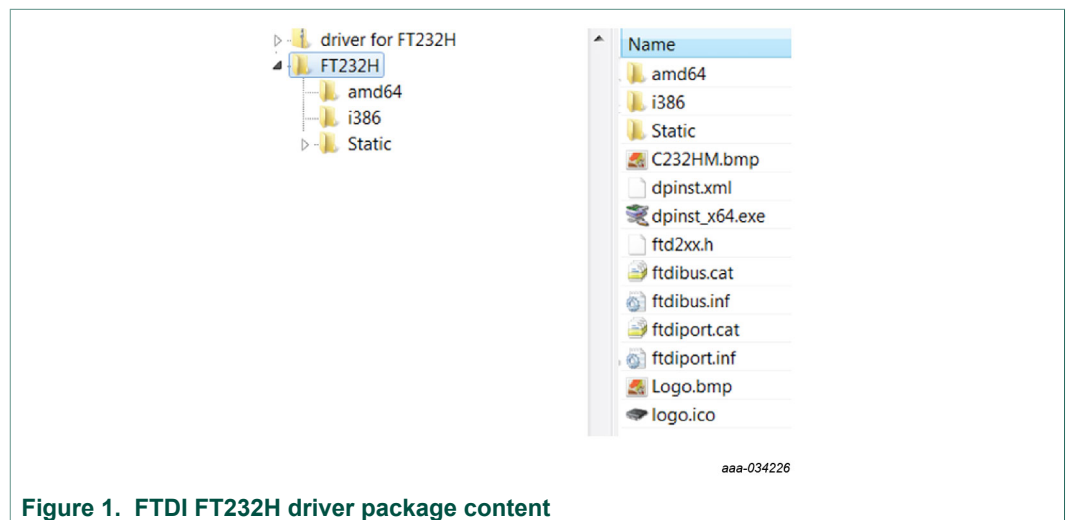 driver for FT232H
FT232H
amd64
i386
Static
Name
amd64
i386
Static
C232HM.bmp
dpinst.xml
dpinst_x64.exe
ftd2xx.h
ftdibus.cat
ftdibus.inf
ftdiport.cat
ftdiport.inf
Logo.bmp
logo.ico
aaa-034226
Figure 1. FTDI FT232H driver package content